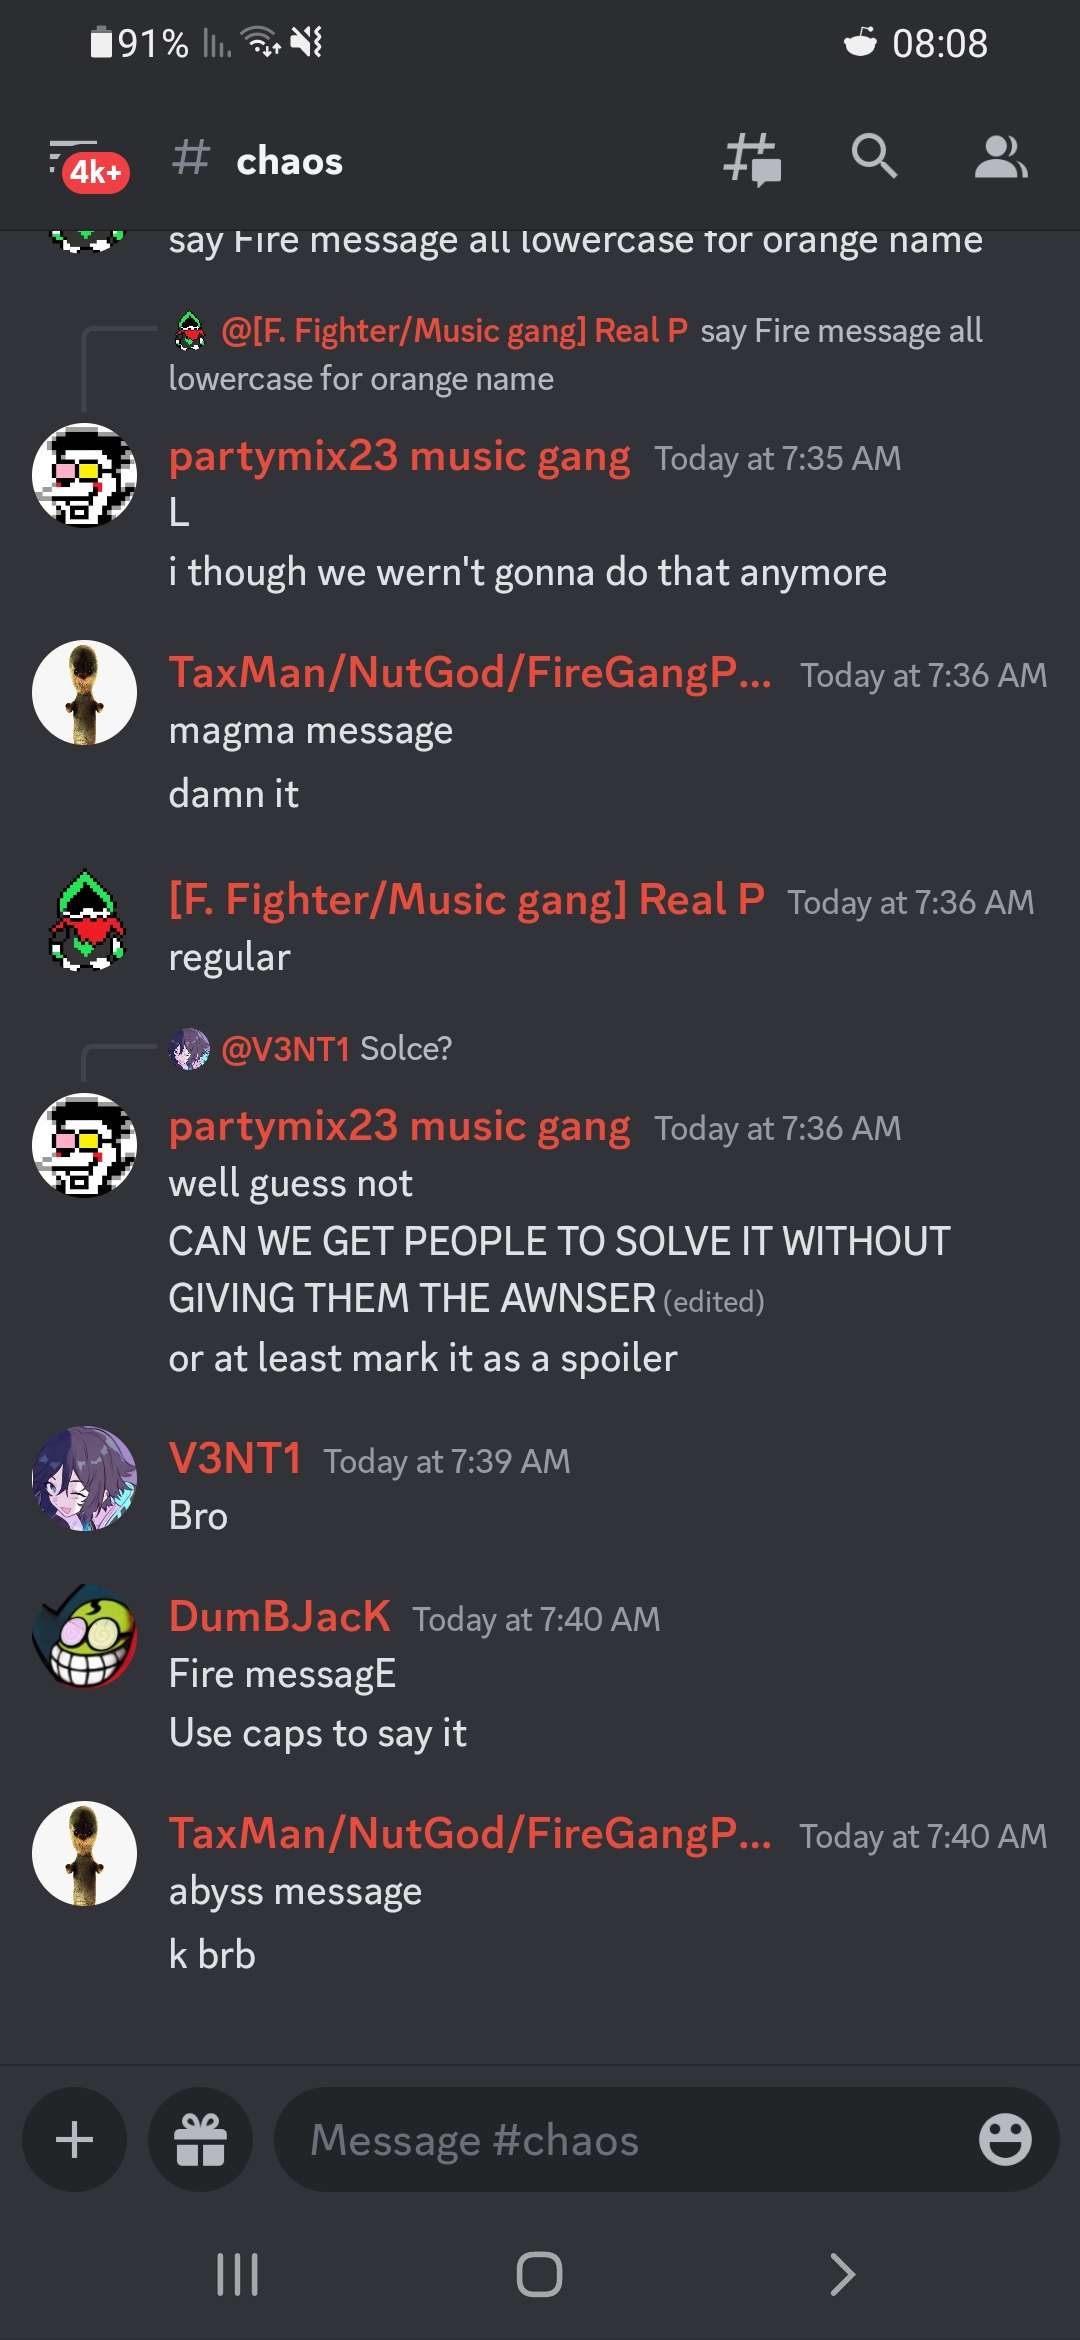 91% 08:08
4k+ # chaos
say Fire message all lowercase for orange name
@[F. Fighter/Music gang] Real P say Fire message all
lowercase for orange name
partymix23 music gang Today at 7:35 AM
L
i though we wern't gonna do that anymore
TaxMan/NutGod/FireGangP... Today at 7:36 AM
magma message
damn it
[F. Fighter/Music gang] Real P Today at 7:36 AM
regular
@V3NT1 Solce?
partymix23 music gang Today at 7:36 AM
well guess not
CAN WE GET PEOPLE TO SOLVE IT WITHOUT
GIVING THEM THE AWNSER (edited)
or at least mark it as a spoiler
V3NT1 Today at 7:39 AM
Bro
DumBJacK Today at 7:40 AM
Fire messagE
Use caps to say it
TaxMan/NutGod/FireGangP... Today at 7:40 AM
abyss message
k brb
Message #chaos